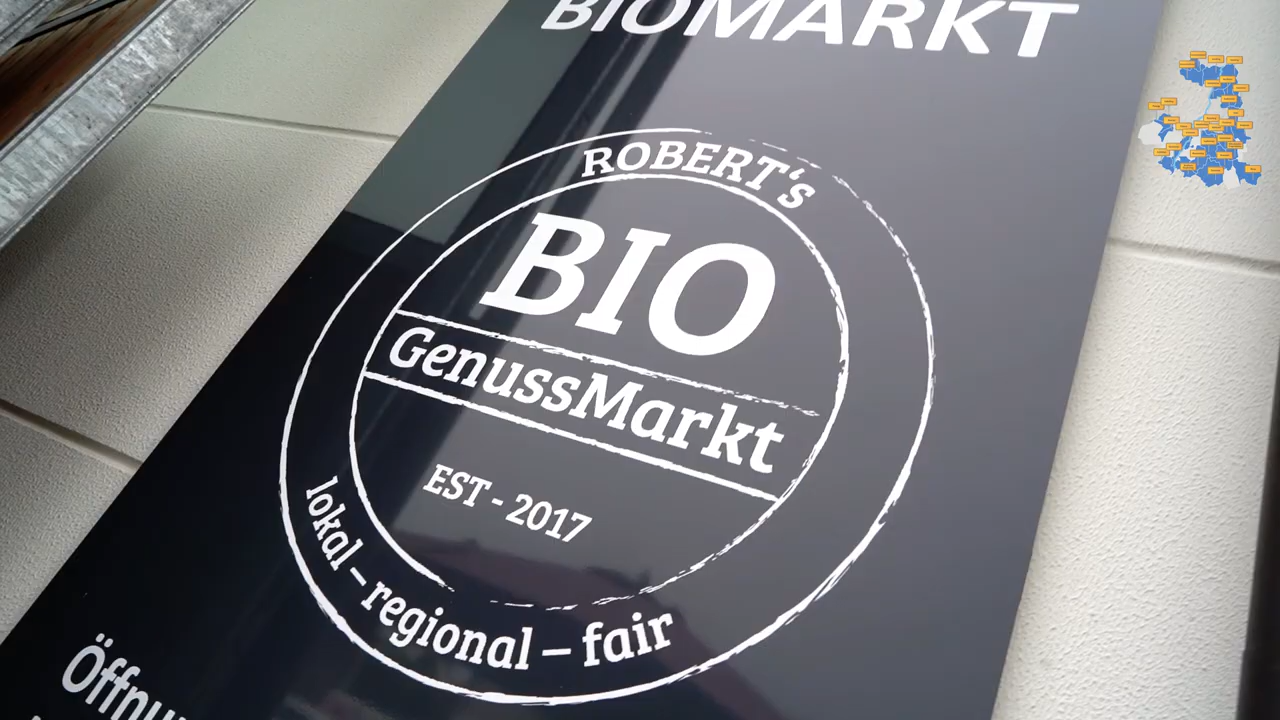 BIOMARKT
ROBERT's
BIO
GenussMarkt
EST - 2017
lokal – regional – fair